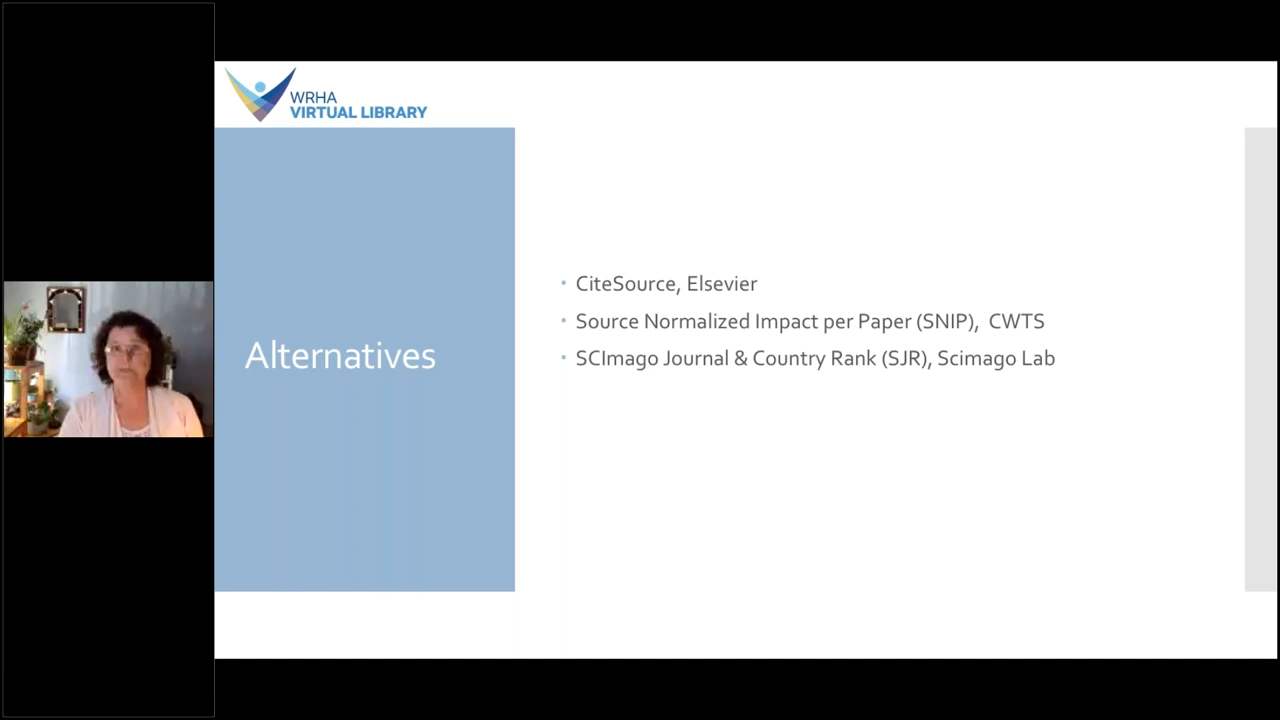 WRHA
VIRTUAL LIBRARY
Alternatives
• CiteSource, Elsevier
• Source Normalized Impact per Paper (SNIP), CWTS
• SCImago Journal & Country Rank (SJR), Scimago Lab